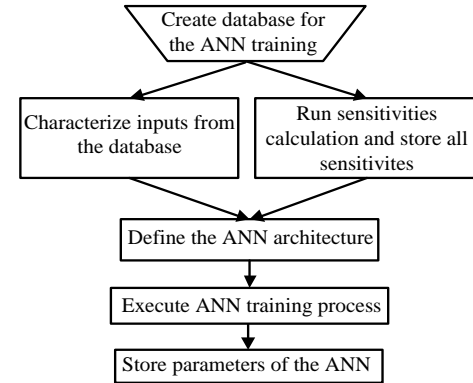 Create database for
the ANN training
Characterize inputs from
the database
Run sensitivities
calculation and store all
sensitivites
Define the ANN architecture
Execute ANN training process
Store parameters of the ANN